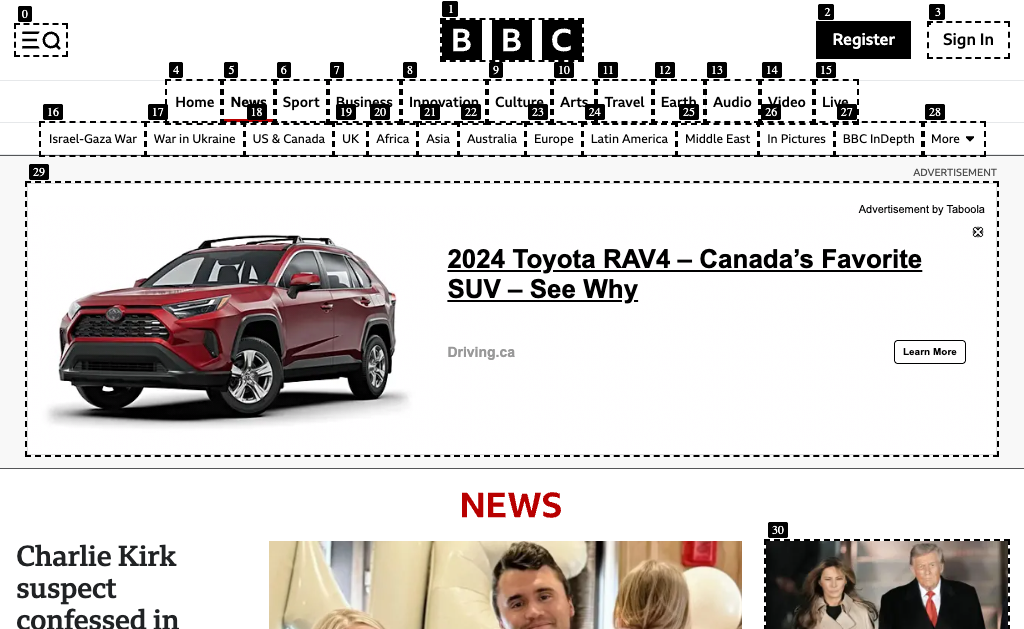 0
1
2
3
BBC
Register
Sign In
4
5
6
7
8
9
10
11
12
13
14
15
Home
News
Sport
Business
Innovation
Culture
Arts
Travel
Earth
Audio
Video
Live
16
17
18
19
20
21
22
23
24
25
26
27
28
Israel-Gaza War
War in Ukraine
US & Canada
UK
Africa
Asia
Australia
Europe
Latin America
Middle East
In Pictures
BBC InDepth
More
29
ADVERTISEMENT
Advertisement by Taboola
2024 Toyota RAV4 – Canada’s Favorite
SUV – See Why
Driving.ca
Learn More
NEWS
30
Charlie Kirk
suspect
confessed in